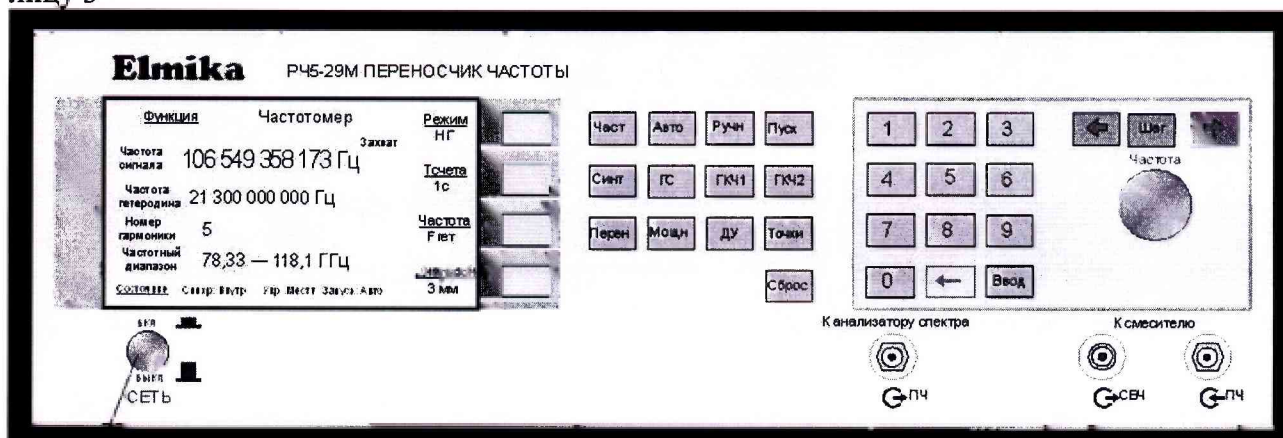 Elmika РЧ5-29М ПЕРЕНОСЧИК ЧАСТОТЫ
Функция Частотомер Режим
НГ
Захват
Частота сигнала 106 549 358 173 Гц
Тсчета
1с
Частота гетеродина 21 300 000 000 Гц
Номер гармоники 5
Частота
Fгет
Частотный диапазон 78,33 — 118,1 ГГц
3 мм
Состояние Синхр: Внутр Упр: Местн Запуск: Авто
Част Авто Ручн Пуск
Синт ГС ГКЧ1 ГКЧ2
Перен Мощн ДУ Точки
Сброс
1 2 3
4 5 6
7 8 9
0 ← Ввод
Шаг
Частота
ВКЛ
ВЫКЛ
СЕТЬ
К анализатору спектра
ПЧ
К смесителю
СВЧ ПЧ